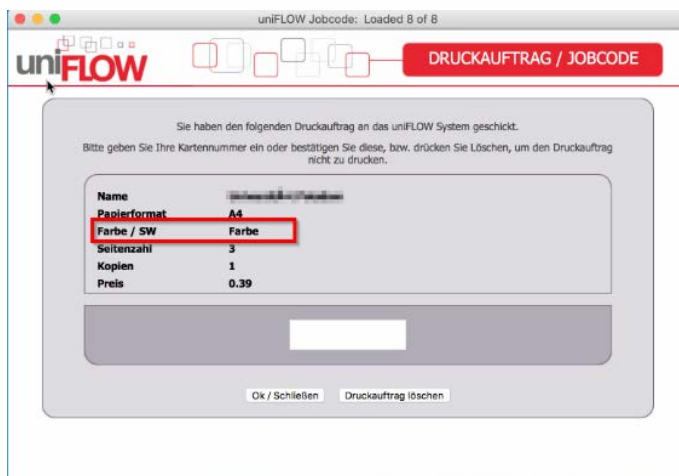 uniFLOW Jobcode: Loaded 8 of 8
uniFLOW
DRUCKAUFTRAG / JOBCODE
Sie haben den folgenden Druckauftrag an das uniFLOW System geschickt.
Bitte geben Sie Ihre Kartennummer ein oder bestätigen Sie diese, bzw. drücken Sie Löschen, um den Druckauftrag
nicht zu drucken.
Name
Papierformat A4
Farbe / SW Farbe
Seitenzahl 3
Kopien 1
Preis 0.39
Ok / Schließen Druckauftrag löschen